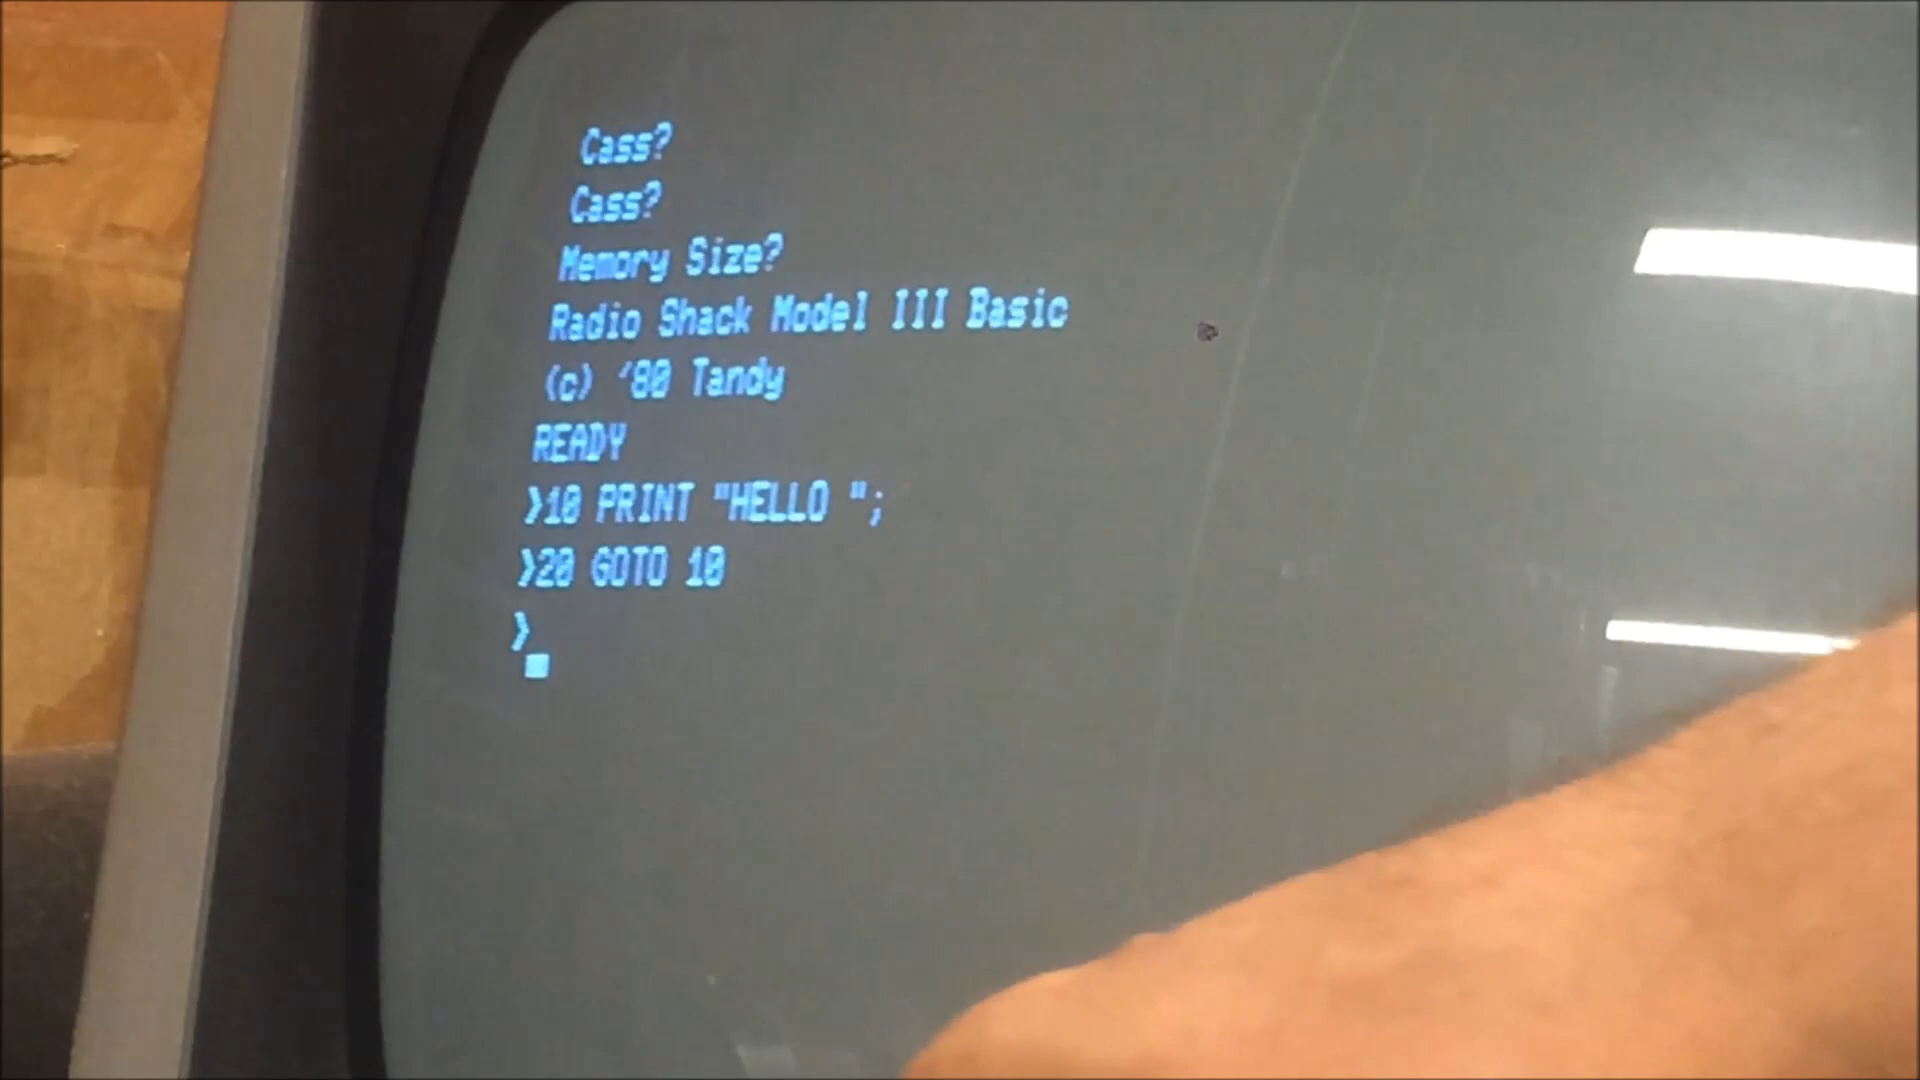 Cass?
Cass?
Memory Size?
Radio Shack Model III Basic
(c) '80 Tandy
READY
>10 PRINT "HELLO ";
>20 GOTO 10
>